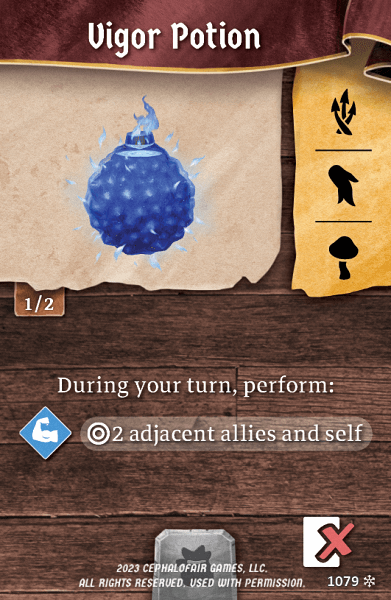 Vigor Potion
1/2
During your turn, perform:
2 adjacent allies and self
2023 CEPHALOFAIR GAMES, LLC.
ALL RIGHTS RESERVED. USED WITH PERMISSION.
1079